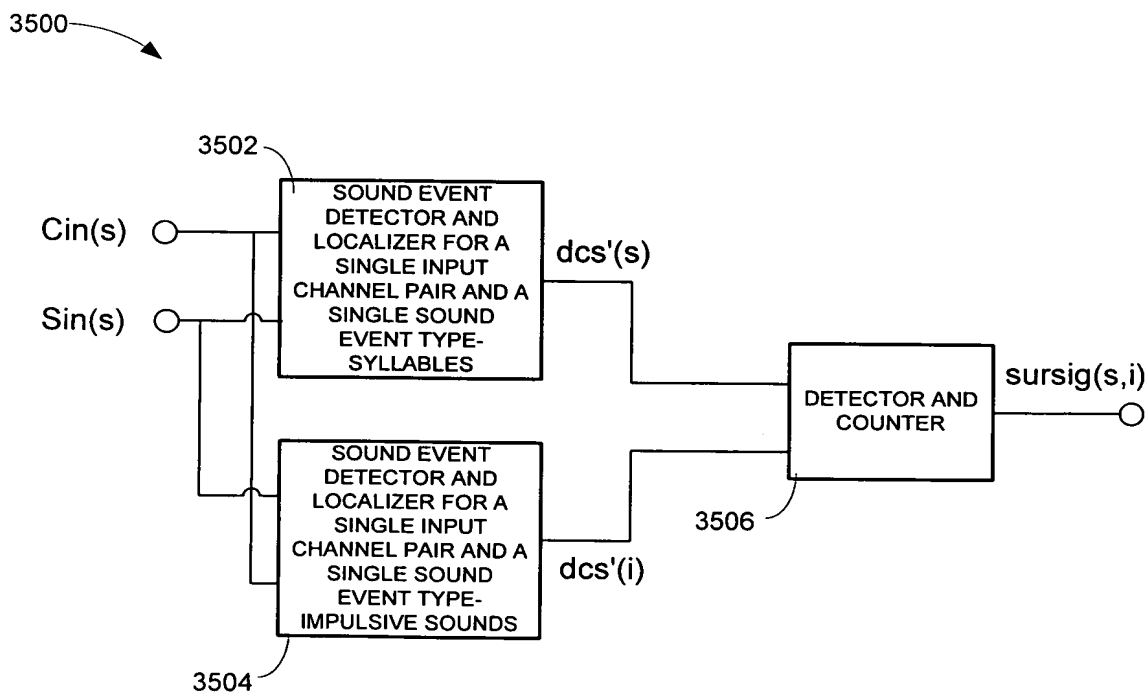 3500
3502
SOUND EVENT
DETECTOR AND
LOCALIZER FOR A
SINGLE INPUT
CHANNEL PAIR AND A
SINGLE SOUND
EVENT TYPE-
SYLLABLES
Cin(s)
Sin(s)
dcs'(s)
SOUND EVENT
DETECTOR AND
LOCALIZER FOR A
SINGLE INPUT
CHANNEL PAIR AND A
SINGLE SOUND
EVENT TYPE-
IMPULSIVE SOUNDS
dcs'(i)
3504
DETECTOR AND
COUNTER
sursig(s,i)
3506